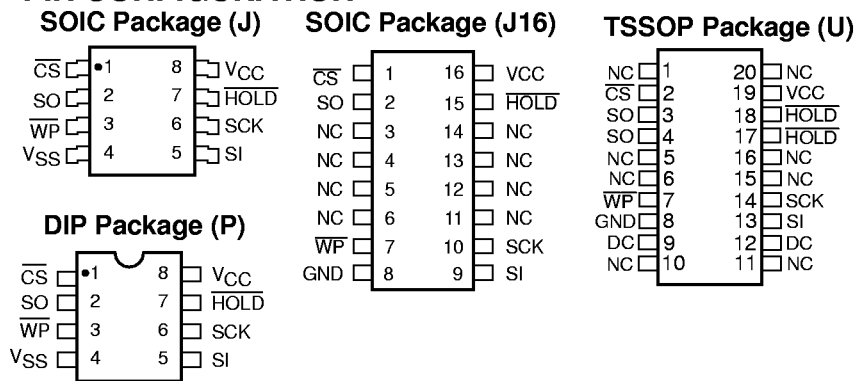 SOIC Package (J)
CS 1 8 VCC
SO 2 7 HOLD
WP 3 6 SCK
VSS 4 5 SI
DIP Package (P)
CS 1 8 VCC
SO 2 7 HOLD
WP 3 6 SCK
VSS 4 5 SI
SOIC Package (J16)
CS 1 16 VCC
SO 2 15 HOLD
NC 3 14 NC
NC 4 13 NC
NC 5 12 NC
NC 6 11 NC
WP 7 10 SCK
GND 8 9 SI
TSSOP Package (U)
NC 1 20 NC
CS 2 19 VCC
SO 3 18 HOLD
SO 4 17 HOLD
NC 5 16 NC
NC 6 15 NC
WP 7 14 SCK
GND 8 13 SI
DC 9 12 DC
NC 10 11 NC